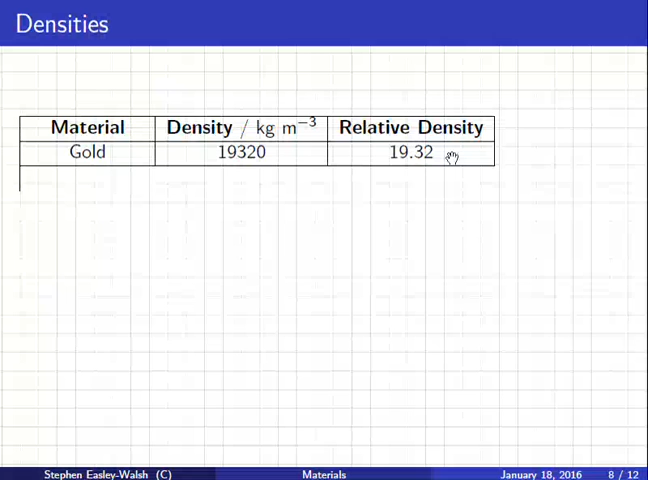 Densities
Material Density / kg m⁻³ Relative Density
Gold 19320 19.32
Stephen Easley-Walsh (C) Materials January 18, 2016 8 / 12